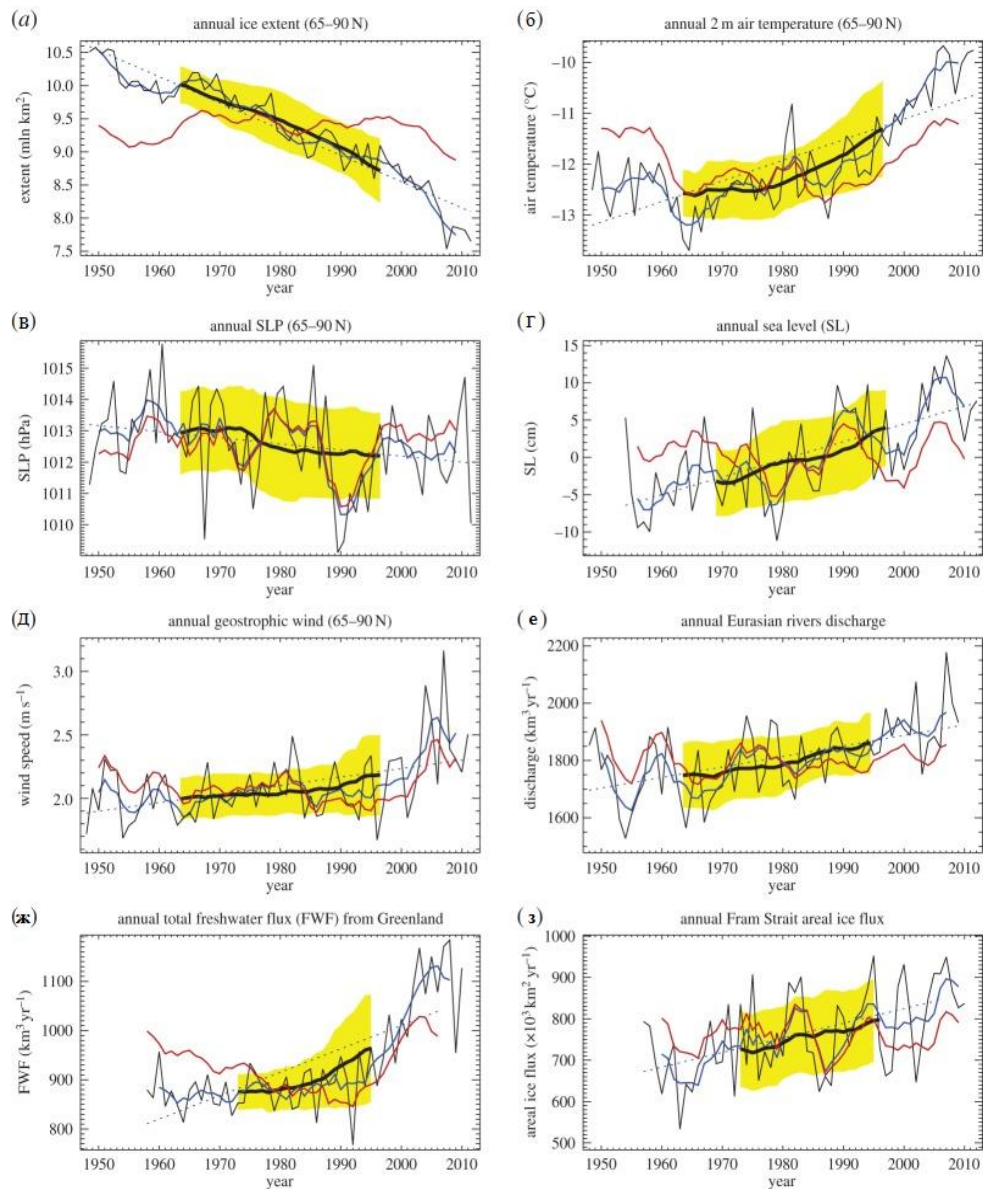 (а) annual ice extent (65–90 N)
extent (mln km²)
10.5
10.0
9.5
9.0
8.5
8.0
7.5
1950 1960 1970 1980 1990 2000 2010
year
(б) annual 2 m air temperature (65–90 N)
air temperature (°C)
−10
−11
−12
−13
1950 1960 1970 1980 1990 2000 2010
year
(в) annual SLP (65–90 N)
SLP (hPa)
1015
1014
1013
1012
1011
1010
1950 1960 1970 1980 1990 2000 2010
year
(г) annual sea level (SL)
SL (cm)
15
10
5
0
−5
−10
1950 1960 1970 1980 1990 2000 2010
year
(д) annual geostrophic wind (65–90 N)
wind speed (m s⁻¹)
3.0
2.5
2.0
1950 1960 1970 1980 1990 2000 2010
year
(е) annual Eurasian rivers discharge
discharge (km³ yr⁻¹)
2200
2000
1800
1600
1950 1960 1970 1980 1990 2000 2010
year
(ж) annual total freshwater flux (FWF) from Greenland
FWF (km³ yr⁻¹)
1100
1000
900
800
1950 1960 1970 1980 1990 2000 2010
year
(з) annual Fram Strait areal ice flux
areal ice flux (×10³ km² yr⁻¹)
1000
900
800
700
600
500
1950 1960 1970 1980 1990 2000 2010
year